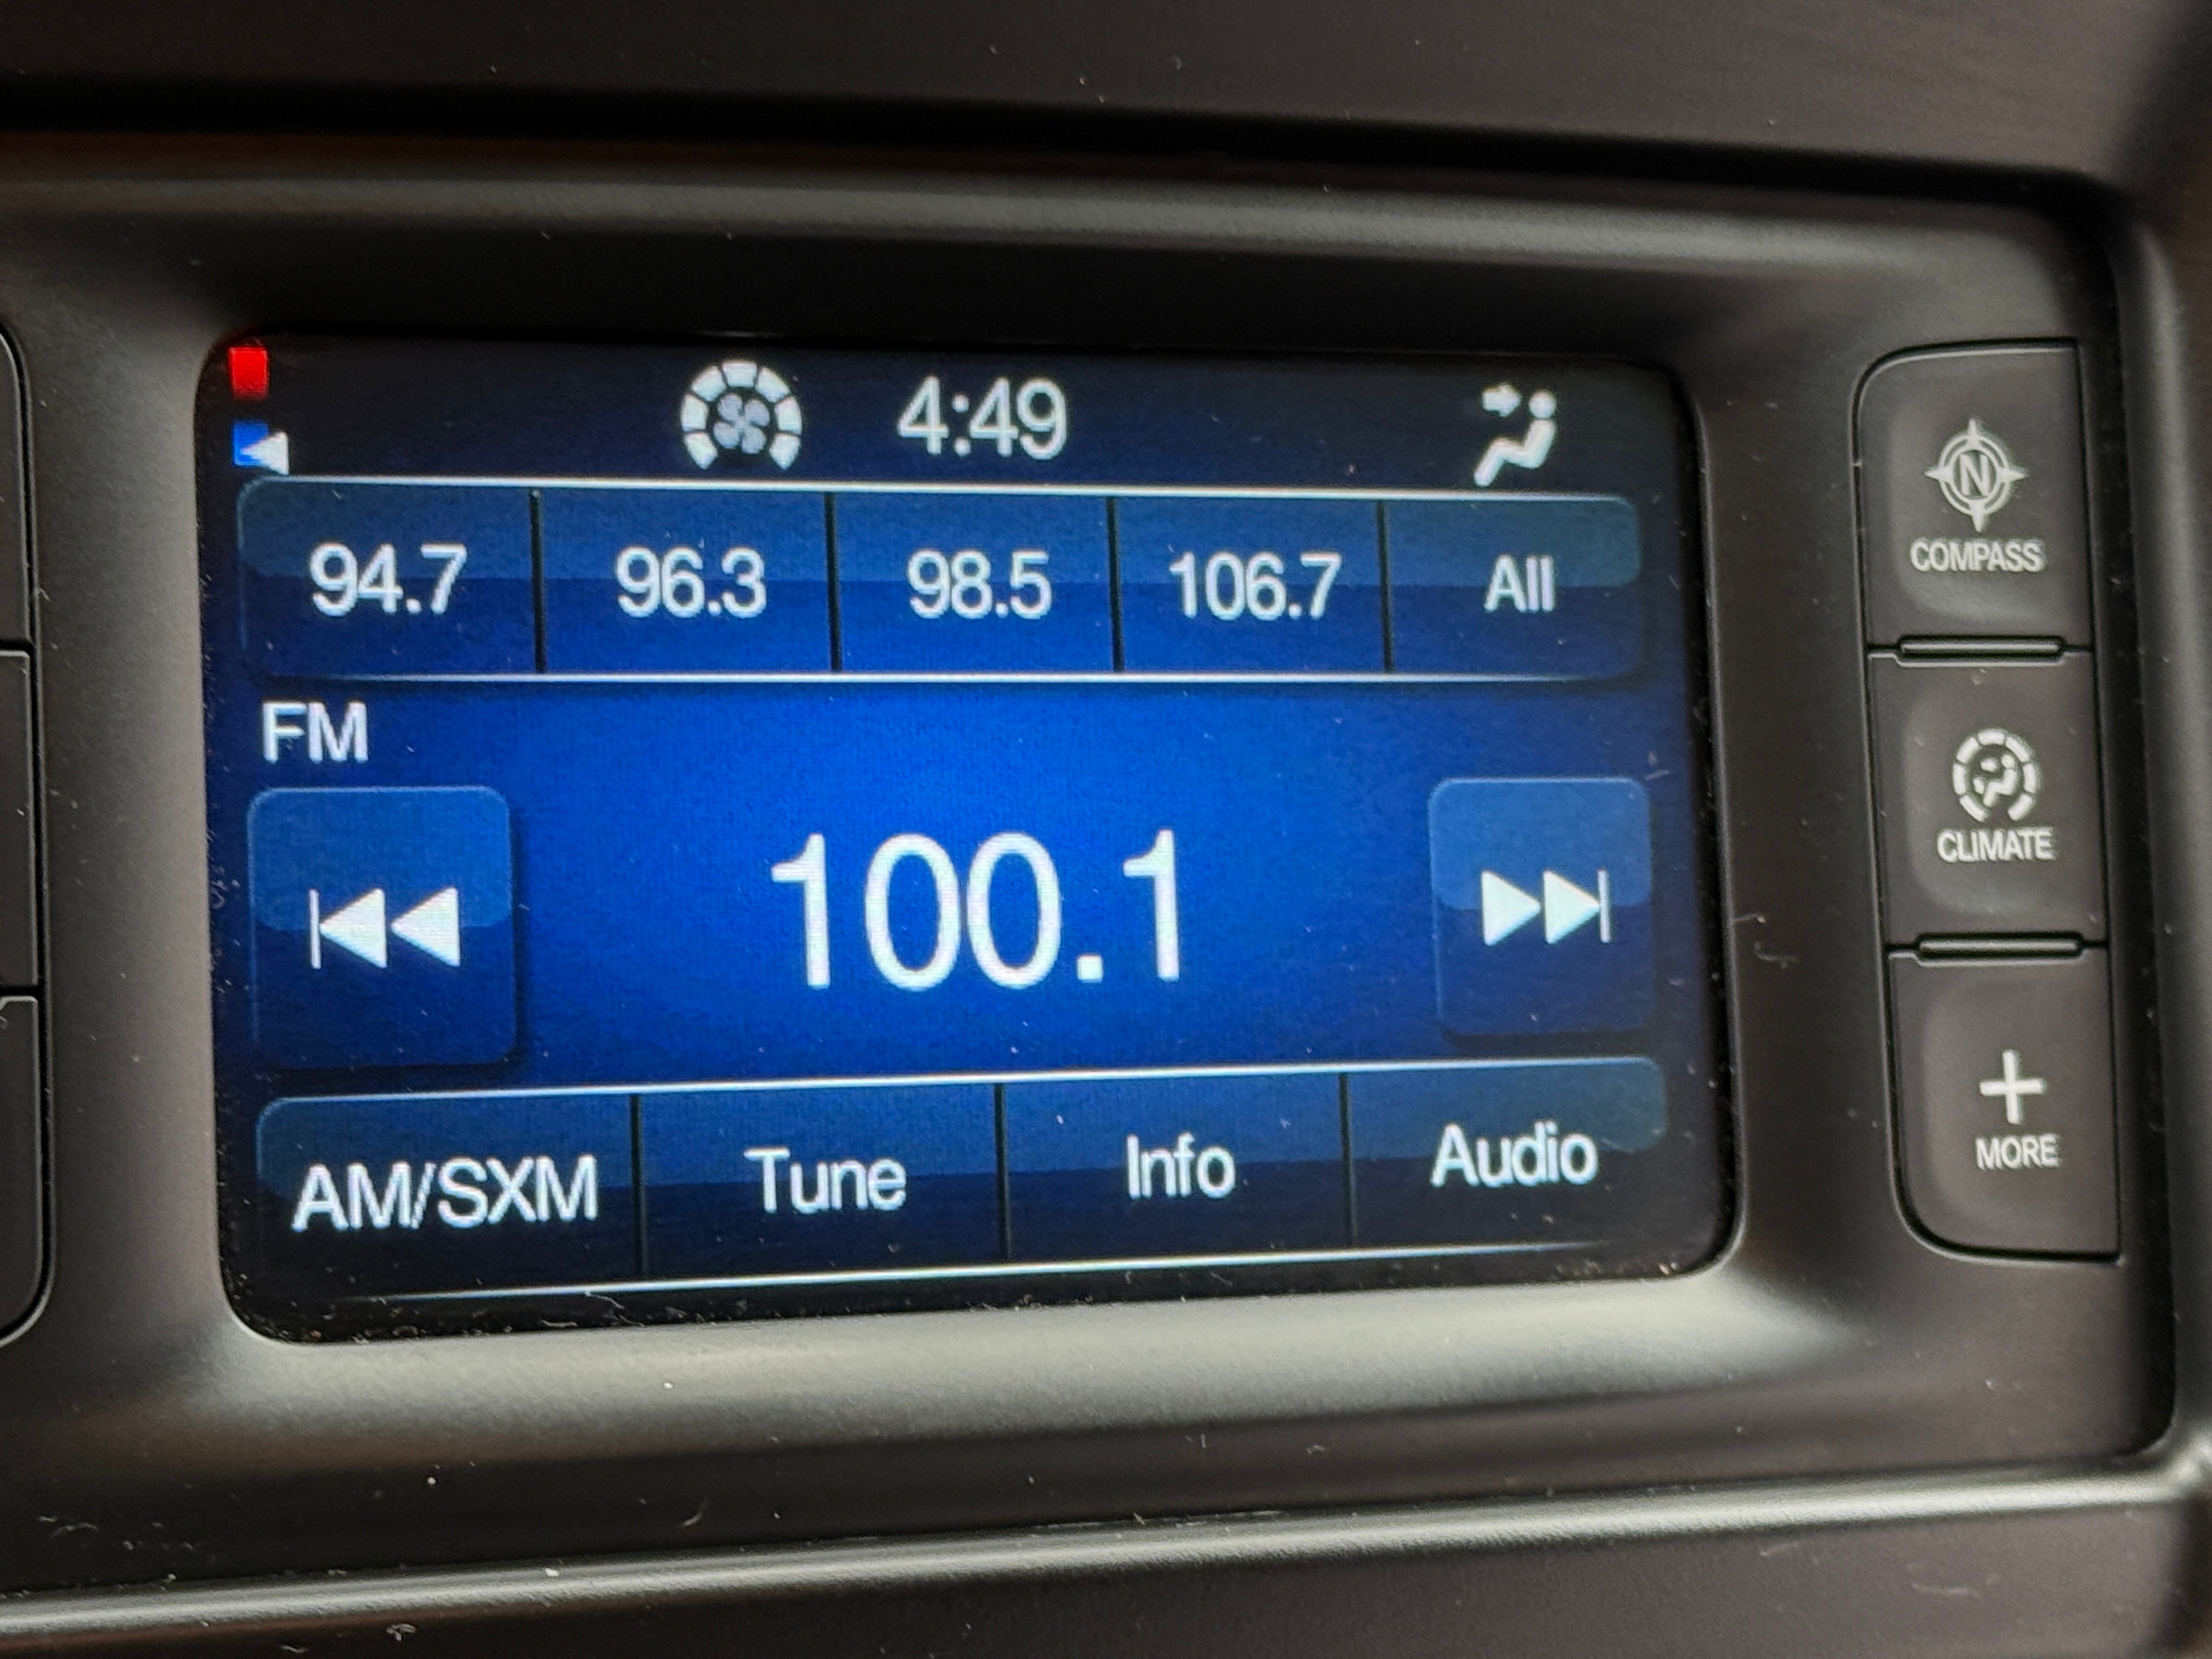 4:49
94.7 96.3 98.5 106.7 All
FM
100.1
AM/SXM Tune Info Audio
N
COMPASS
CLIMATE
MORE